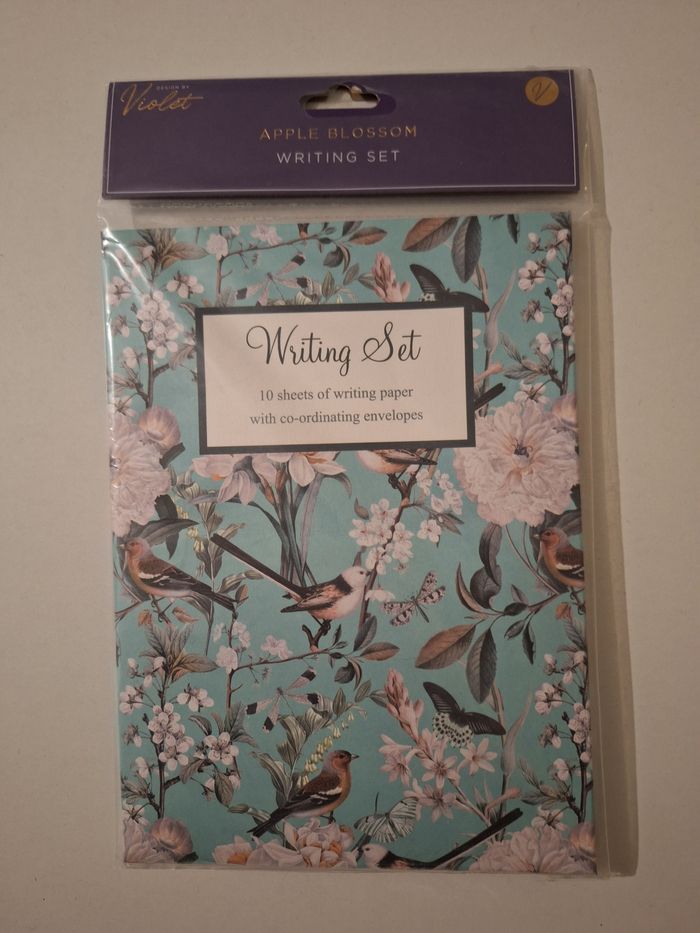 DESIGN BY
Violet
V
APPLE BLOSSOM
WRITING SET
Writing Set
10 sheets of writing paper
with co-ordinating envelopes